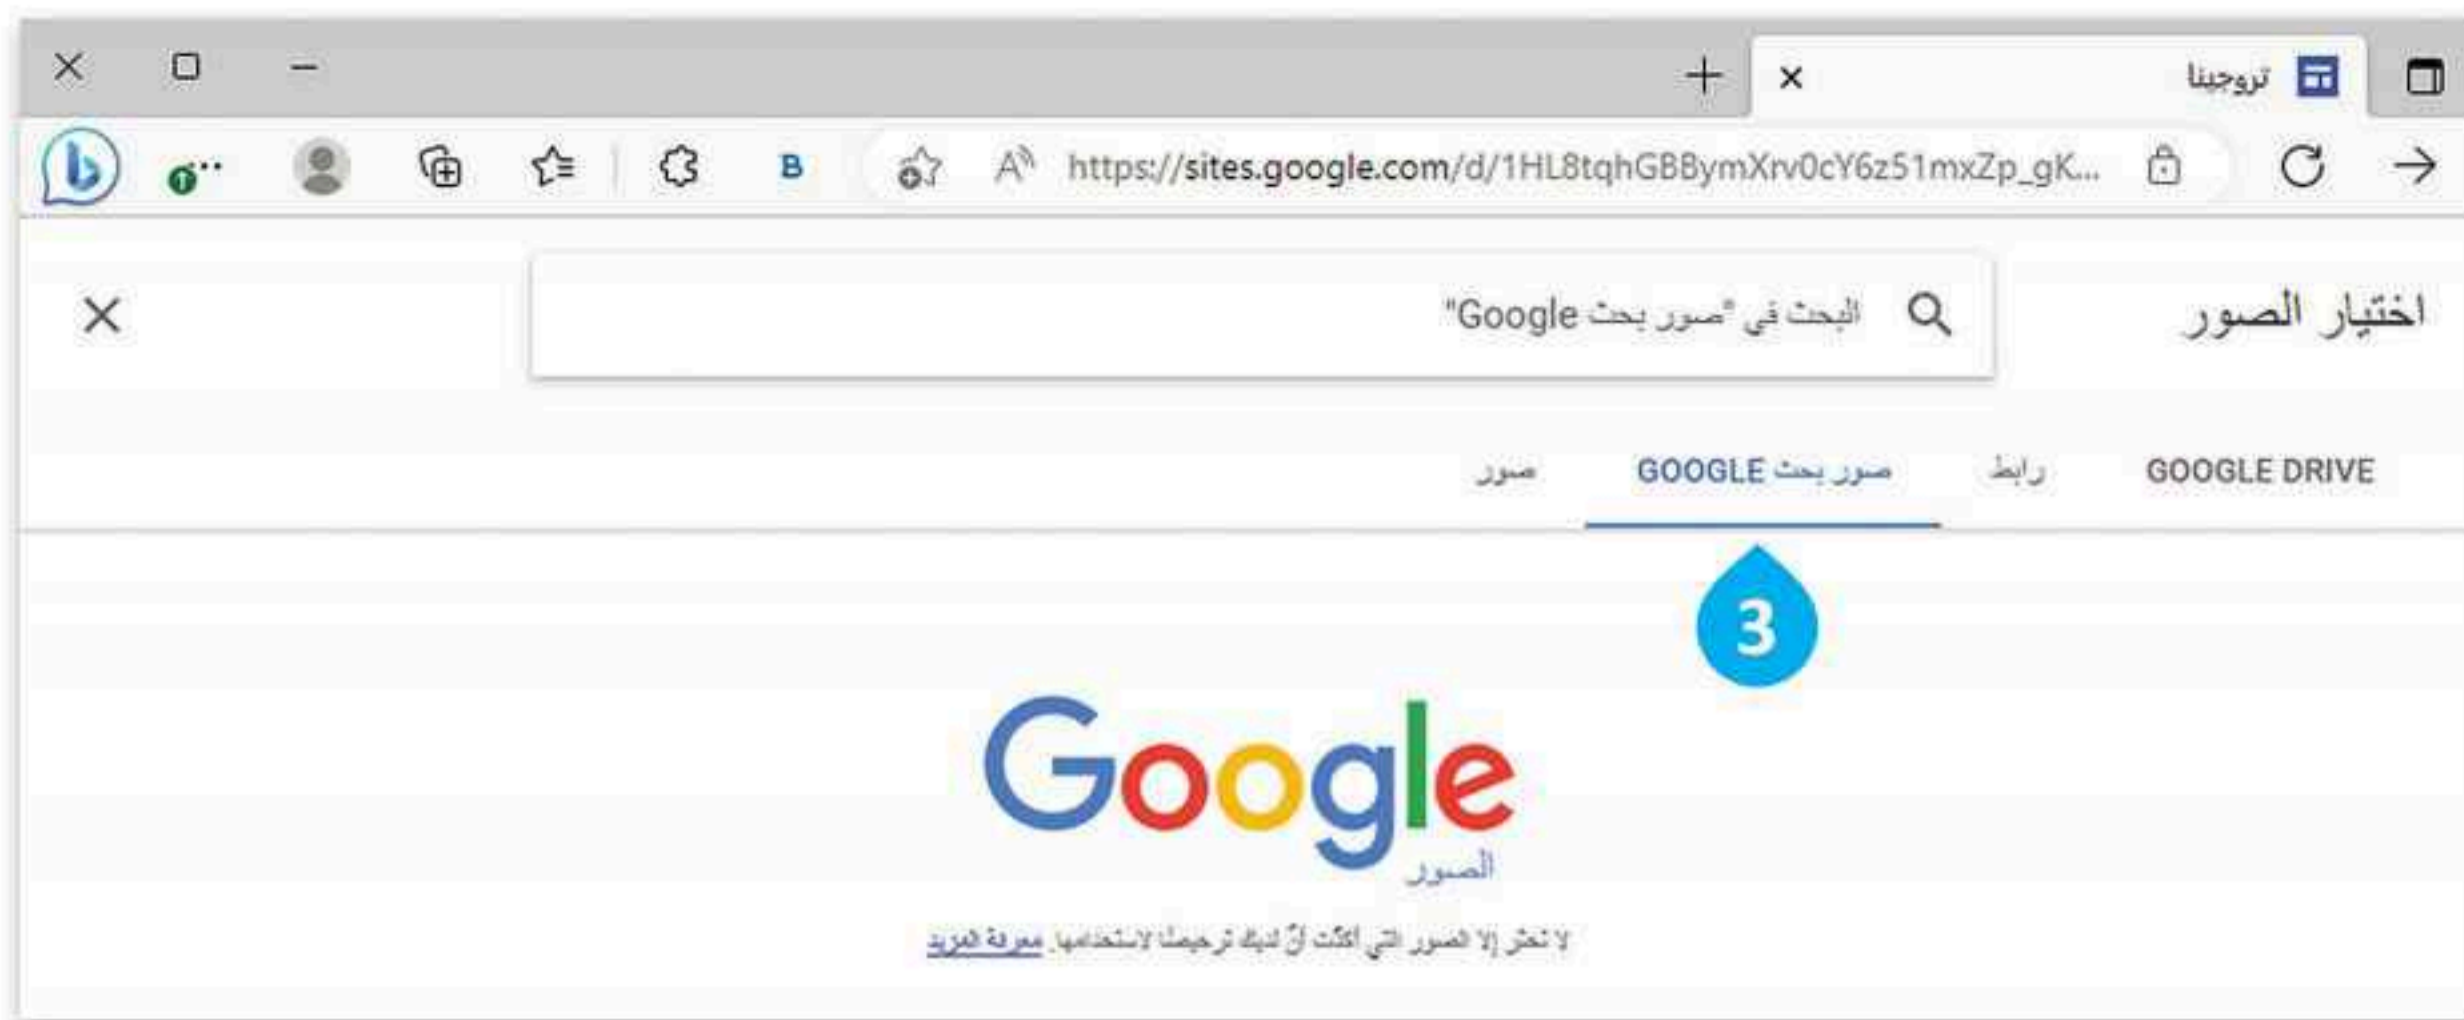 تروجينا
https://sites.google.com/d/1HL8tqhGBBymXrv0cY6z51mxZp_gK...
B
اختيار الصور
البحث في "صور بحث Google"
GOOGLE DRIVE
رابط
صور بحث GOOGLE
صور
3
Google
الصور
لا تختر إلا الصور التي أكدّت أنّ لديك ترخيصًا لاستخدامها. معرفة المزيد